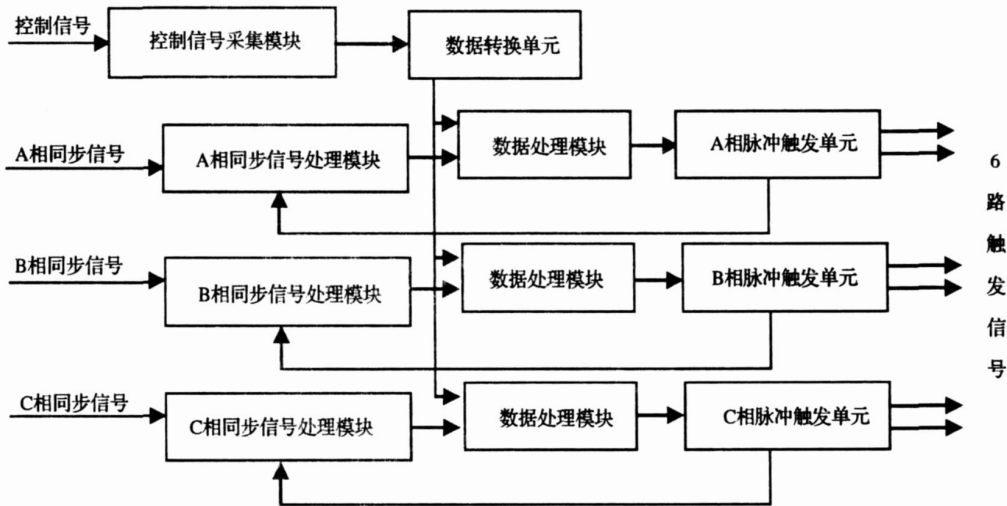 控制信号
控制信号采集模块
数据转换单元
A相同步信号
A相同步信号处理模块
数据处理模块
A相脉冲触发单元
B相同步信号
B相同步信号处理模块
数据处理模块
B相脉冲触发单元
C相同步信号
C相同步信号处理模块
数据处理模块
C相脉冲触发单元
6
路
触
发
信
号